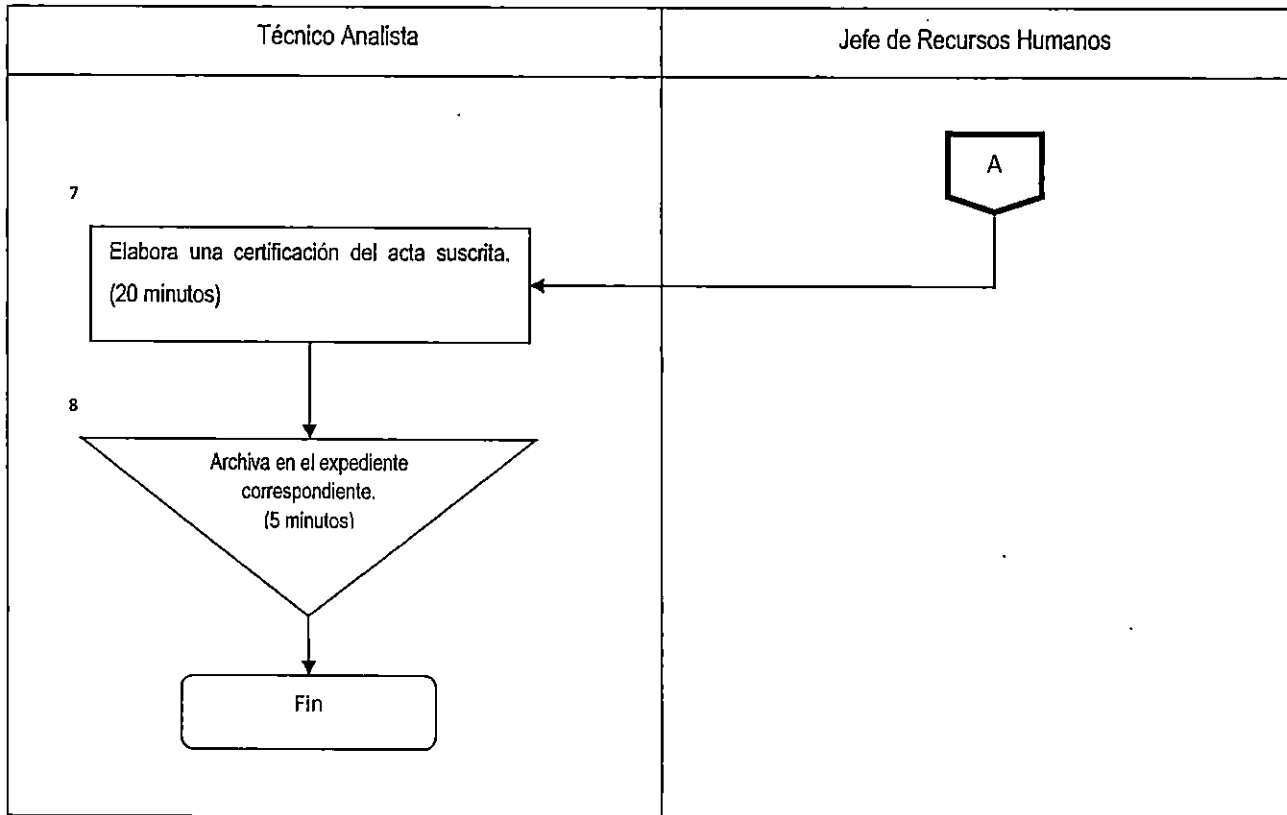 Técnico Analista
Jefe de Recursos Humanos
A
7
Elabora una certificación del acta suscrita.
(20 minutos)
8
Archiva en el expediente
correspondiente.
(5 minutos)
Fin